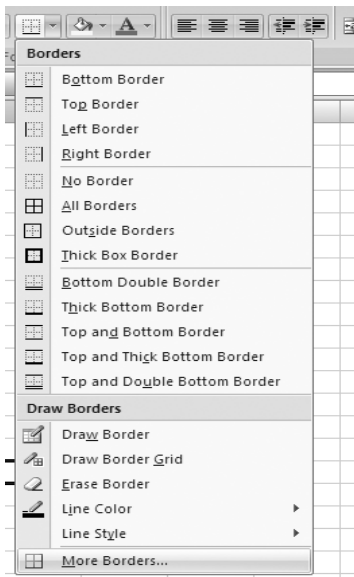 A
Borders
Bottom Border
Top Border
Left Border
Right Border
No Border
All Borders
Outside Borders
Thick Box Border
Bottom Double Border
Thick Bottom Border
Top and Bottom Border
Top and Thick Bottom Border
Top and Double Bottom Border
Draw Borders
Draw Border
Draw Border Grid
Erase Border
Line Color
Line Style
More Borders...